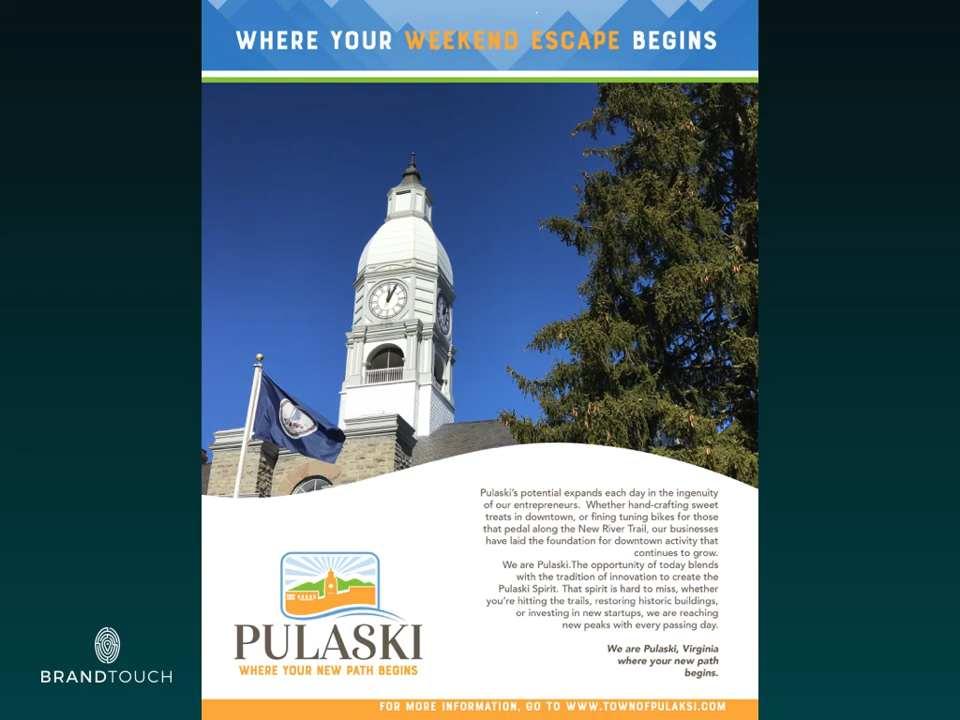 WHERE YOUR WEEKEND ESCAPE BEGINS
Pulaski's potential expands each day in the ingenuity
of our entrepreneurs. Whether hand-crafting sweet
treats in downtown, or fining tuning bikes for those
that pedal along the New River Trail, our businesses
have laid the foundation for downtown activity that
continues to grow.
We are Pulaski.The opportunity of today blends
with the tradition of innovation to create the
Pulaski Spirit. That spirit is hard to miss, whether
you're hitting the trails, restoring historic buildings,
or investing in new startups, we are reaching
new peaks with every passing day.
We are Pulaski, Virginia
where your new path
begins.
PULASKI
WHERE YOUR NEW PATH BEGINS
BRANDTOUCH
FOR MORE INFORMATION, GO TO WWW.TOWNOFPULAKSI.COM